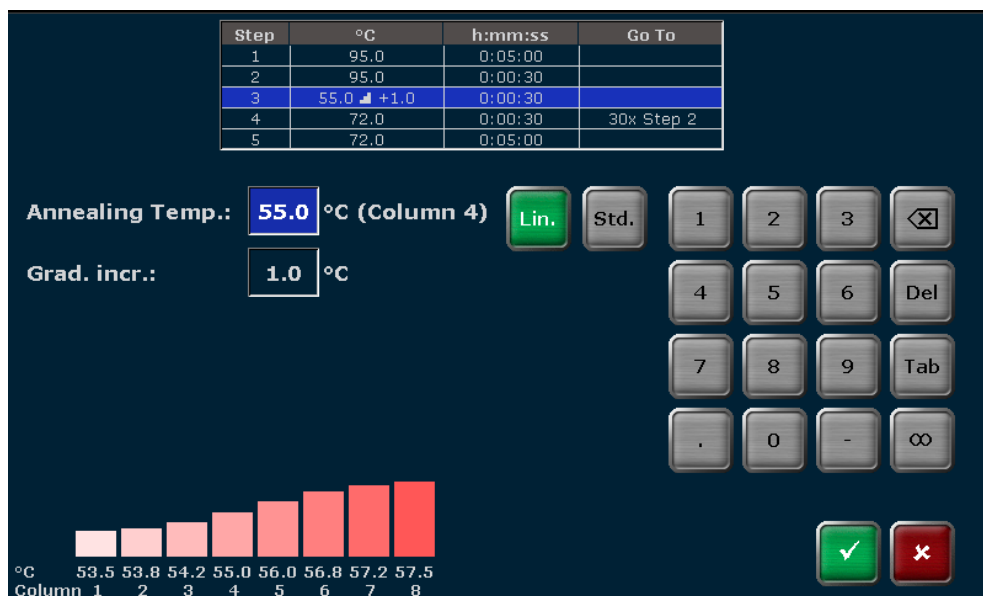 Step °C h:mm:ss Go To
1 95.0 0:05:00
2 95.0 0:00:30
3 55.0 +1.0 0:00:30
4 72.0 0:00:30 30x Step 2
5 72.0 0:05:00
Annealing Temp.: 55.0 °C (Column 4) Lin. Std. 1 2 3
Grad. incr.: 1.0 °C
4 5 6 Del
7 8 9 Tab
. 0 - ∞
°C 53.5 53.8 54.2 55.0 56.0 56.8 57.2 57.5
Column 1 2 3 4 5 6 7 8